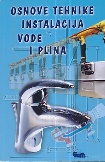 OSNOVE TEHNIKE
INSTALACIJA
VODE
I PLINA